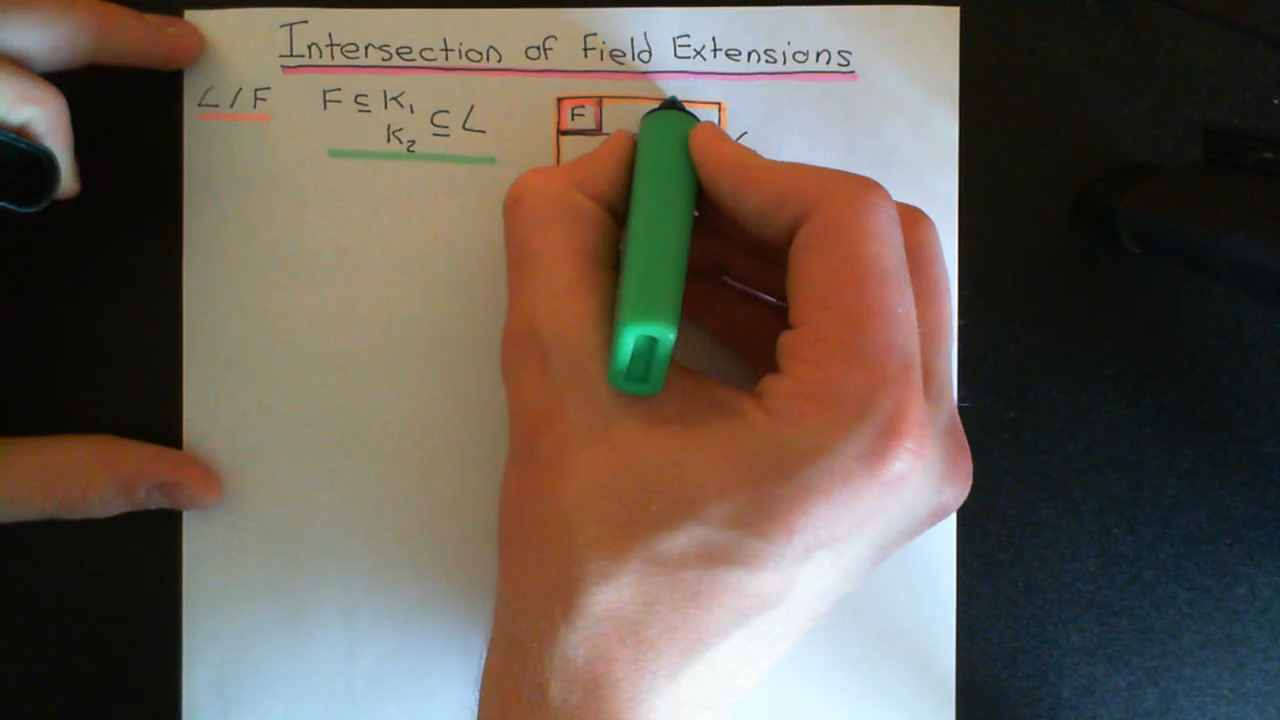 Intersection of Field Extensions
L / F F ⊆ K₁
K₂ ⊆ L
F
L